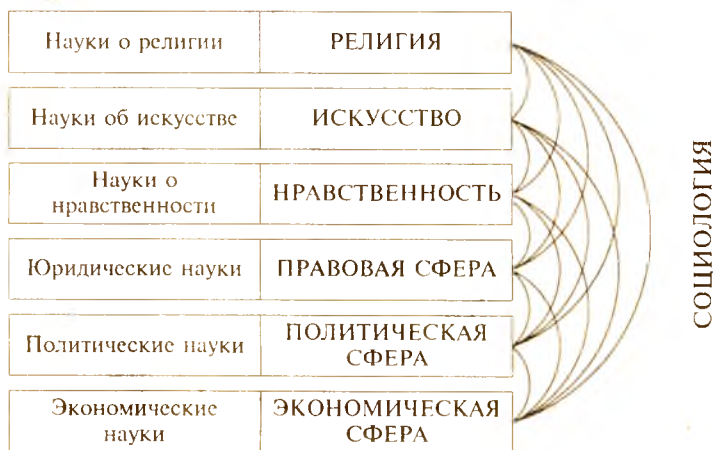 Науки о религии
РЕЛИГИЯ
Науки об искусстве
ИСКУССТВО
Науки о
нравственности
НРАВСТВЕННОСТЬ
Юридические науки
ПРАВОВАЯ СФЕРА
Политические науки
ПОЛИТИЧЕСКАЯ
СФЕРА
Экономические
науки
ЭКОНОМИЧЕСКАЯ
СФЕРА
СОЦИОЛОГИЯ